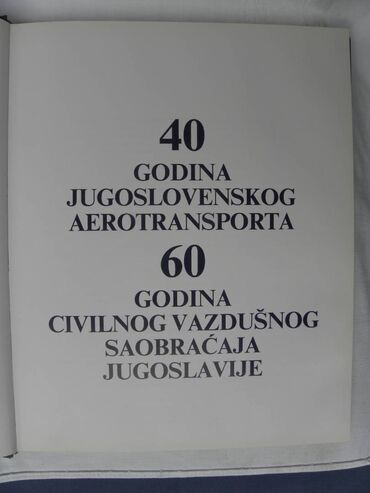 40
GODINA
JUGOSLOVENSKOG
AEROTRANSPORTA
60
GODINA
CIVILNOG VAZDUŠNOG
SAOBRAĆAJA
JUGOSLAVIJE